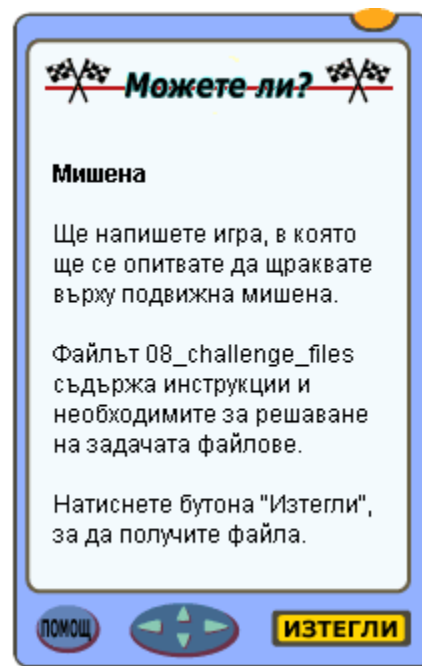 Можете ли?
Мишена
Ще напишете игра, в която
ще се опитвате да щраквате
върху подвижна мишена.
Файлът 08_challenge_files
съдържа инструкции и
необходимите за решаване
на задачата файлове.
Натиснете бутона "Изтегли",
за да получите файла.
ПОМОЩ
ИЗТЕГЛИ